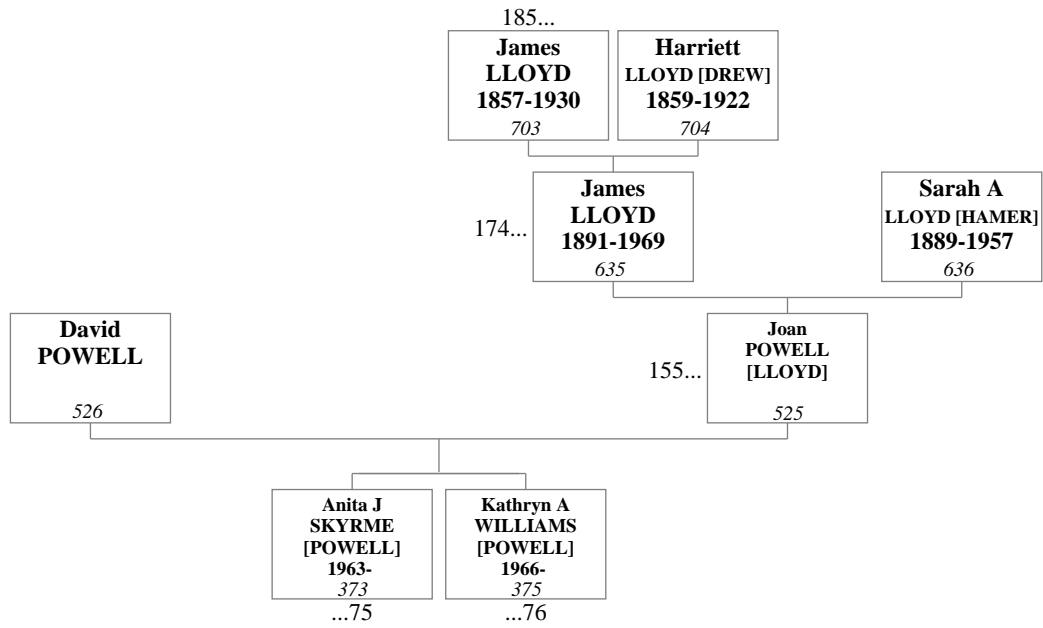 185...
James
LLOYD
1857-1930
703
Harriett
LLOYD [DREW]
1859-1922
704
174...
James
LLOYD
1891-1969
635
Sarah A
LLOYD [HAMER]
1889-1957
636
David
POWELL
526
155...
Joan
POWELL
[LLOYD]
525
Anita J
SKYRME
[POWELL]
1963-
373
...75
Kathryn A
WILLIAMS
[POWELL]
1966-
375
...76